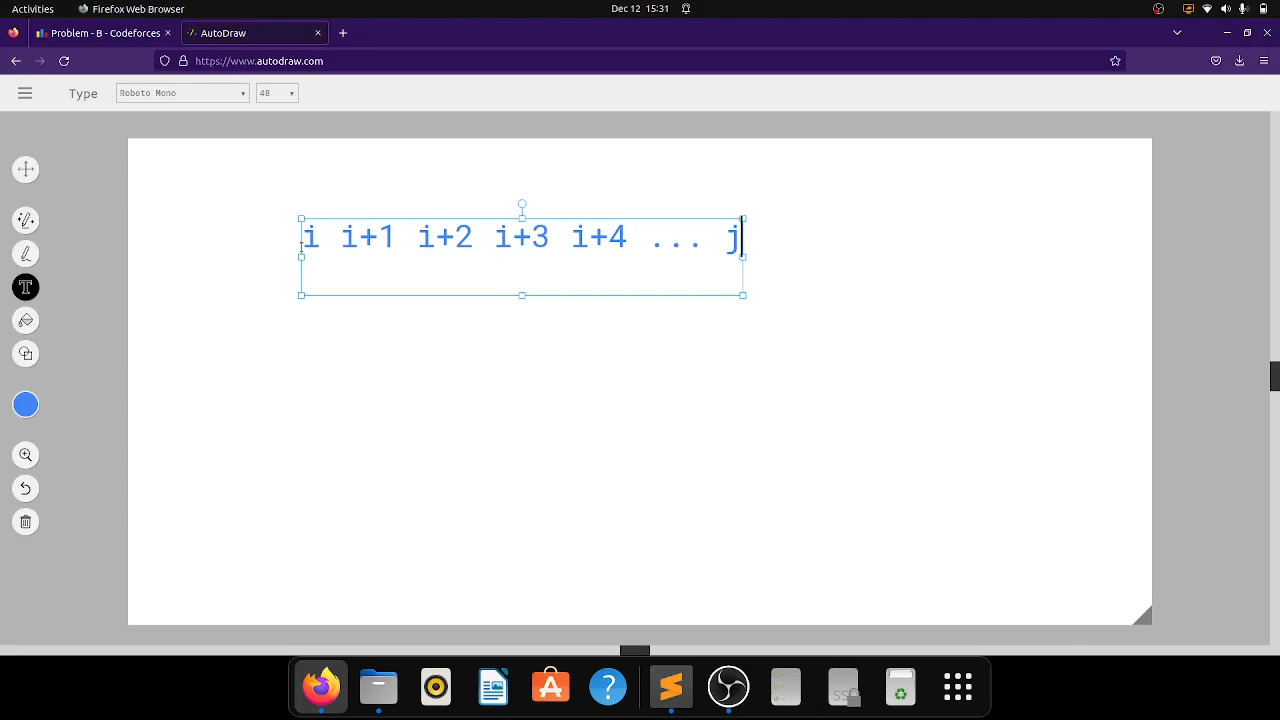 Activities Firefox Web Browser Dec 12 15:31
Problem - B - Codeforces × AutoDraw × +
https://www.autodraw.com
Type Roboto Mono 48
i i+1 i+2 i+3 i+4 ... j